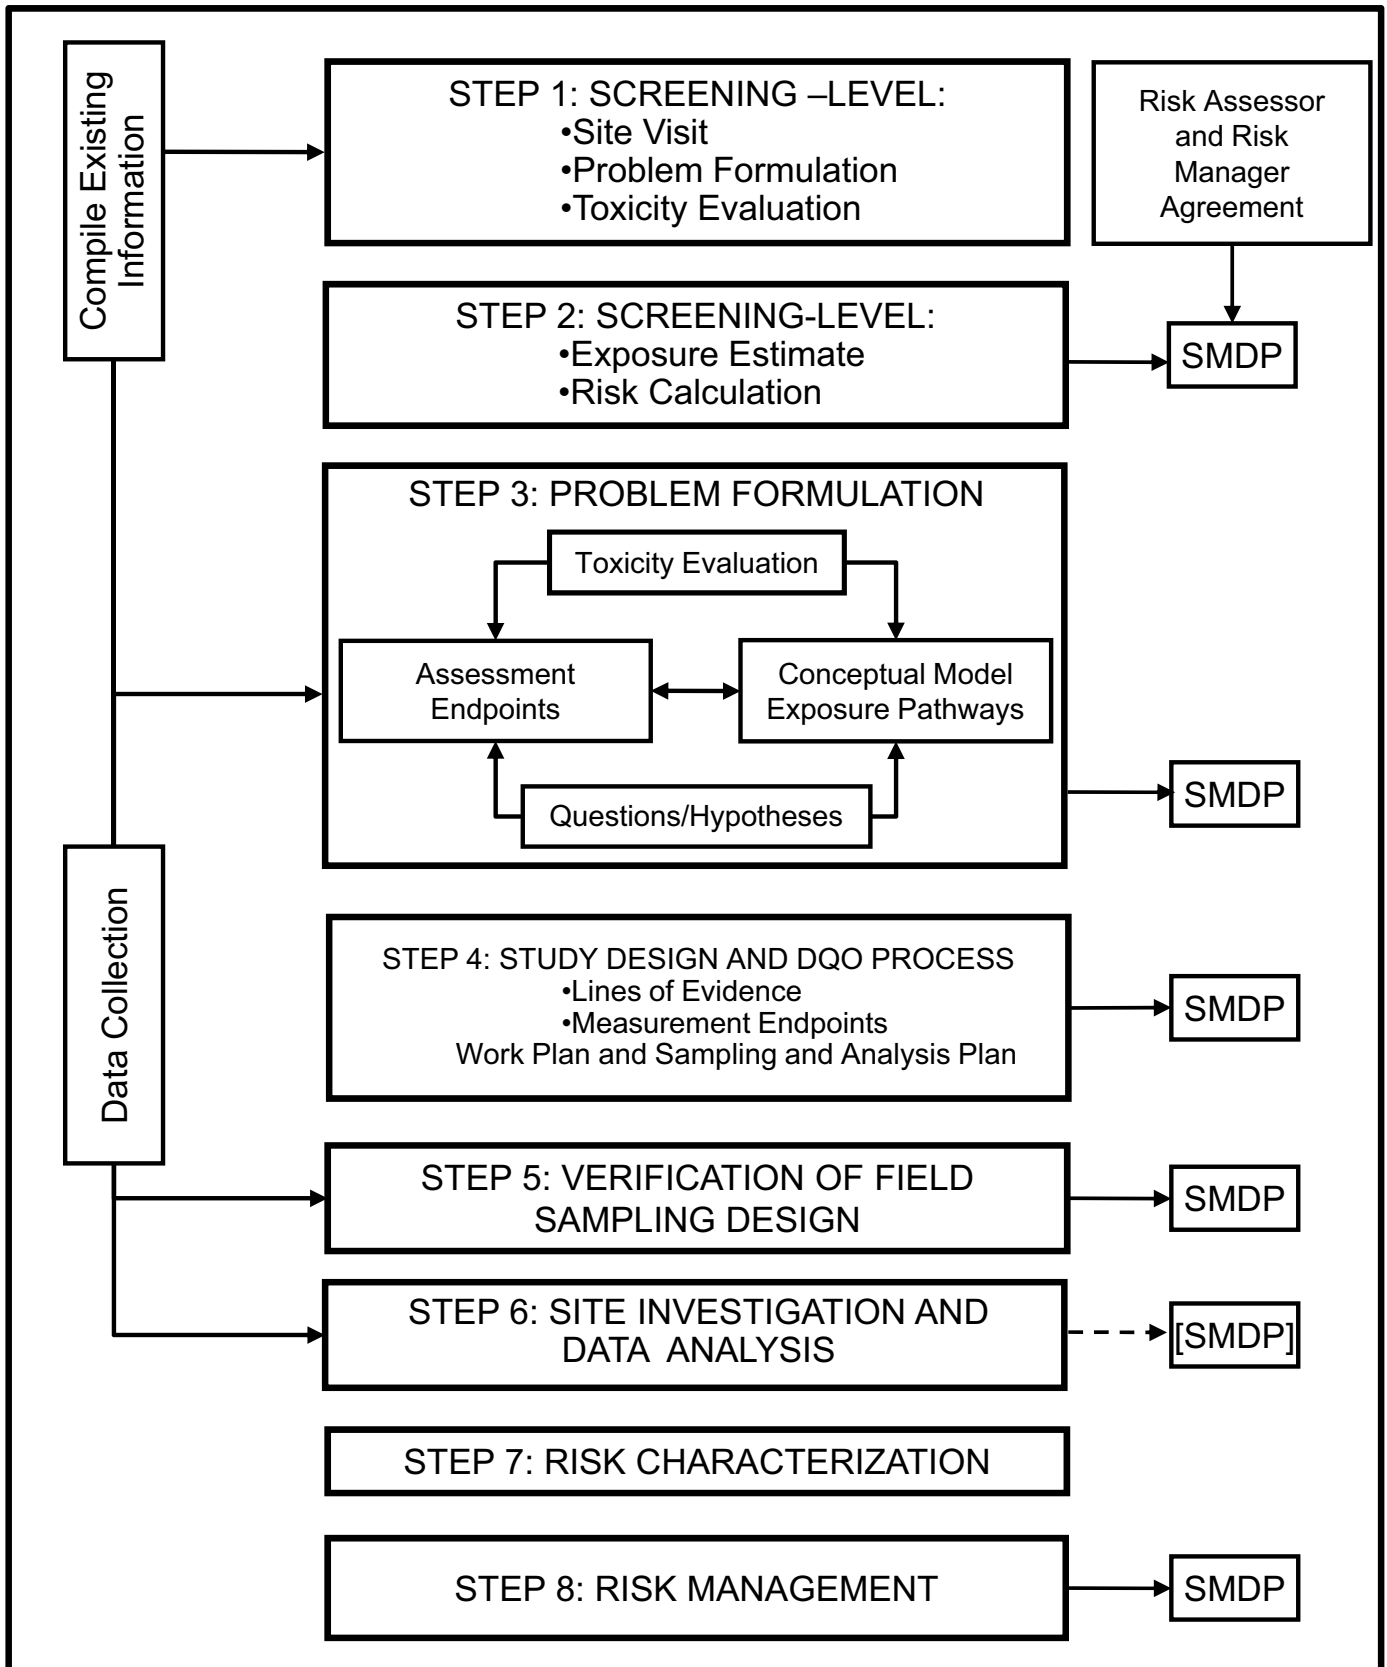 Compile Existing
Information
STEP 1: SCREENING –LEVEL:
•Site Visit
•Problem Formulation
•Toxicity Evaluation
Risk Assessor
and Risk
Manager
Agreement
STEP 2: SCREENING-LEVEL:
•Exposure Estimate
•Risk Calculation
SMDP
STEP 3: PROBLEM FORMULATION
Toxicity Evaluation
Assessment
Endpoints
Conceptual Model
Exposure Pathways
Questions/Hypotheses
SMDP
Data Collection
STEP 4: STUDY DESIGN AND DQO PROCESS
•Lines of Evidence
•Measurement Endpoints
Work Plan and Sampling and Analysis Plan
SMDP
STEP 5: VERIFICATION OF FIELD
SAMPLING DESIGN
SMDP
STEP 6: SITE INVESTIGATION AND
DATA ANALYSIS
[SMDP]
STEP 7: RISK CHARACTERIZATION
STEP 8: RISK MANAGEMENT
SMDP